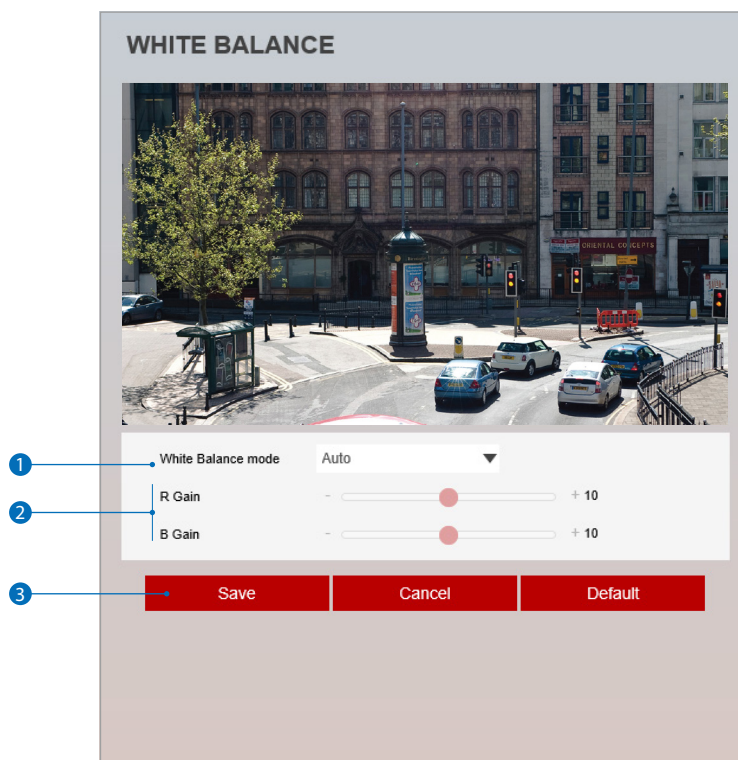 WHITE BALANCE
ORIENTAL CONCEPTS
1
White Balance mode Auto
2
R Gain - + 10
B Gain - + 10
3
Save Cancel Default